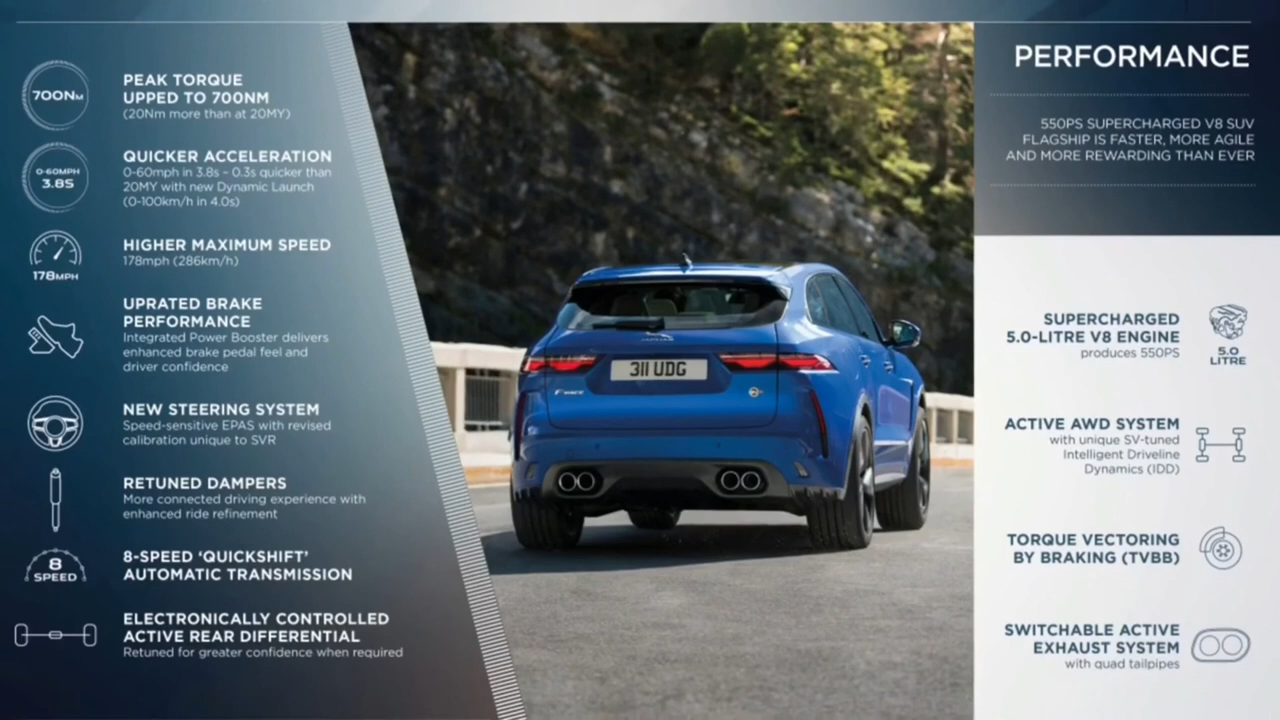 700NM
PEAK TORQUE
UPPED TO 700NM
(20Nm more than at 20MY)
0-60MPH
3.8S
QUICKER ACCELERATION
0-60mph in 3.8s – 0.3s quicker than
20MY with new Dynamic Launch
(0-100km/h in 4.0s)
178MPH
HIGHER MAXIMUM SPEED
178mph (286km/h)
UPRATED BRAKE
PERFORMANCE
Integrated Power Booster delivers
enhanced brake pedal feel and
driver confidence
NEW STEERING SYSTEM
Speed-sensitive EPAS with revised
calibration unique to SVR
RETUNED DAMPERS
More connected driving experience with
enhanced ride refinement
8
SPEED
8-SPEED ‘QUICKSHIFT’
AUTOMATIC TRANSMISSION
ELECTRONICALLY CONTROLLED
ACTIVE REAR DIFFERENTIAL
Retuned for greater confidence when required
JAGUAR
311 UDG
F-PACE
PERFORMANCE
550PS SUPERCHARGED V8 SUV
FLAGSHIP IS FASTER, MORE AGILE
AND MORE REWARDING THAN EVER
SUPERCHARGED
5.0-LITRE V8 ENGINE
produces 550PS
5.0
LITRE
ACTIVE AWD SYSTEM
with unique SV-tuned
Intelligent Driveline
Dynamics (IDD)
TORQUE VECTORING
BY BRAKING (TVBB)
SWITCHABLE ACTIVE
EXHAUST SYSTEM
with quad tailpipes